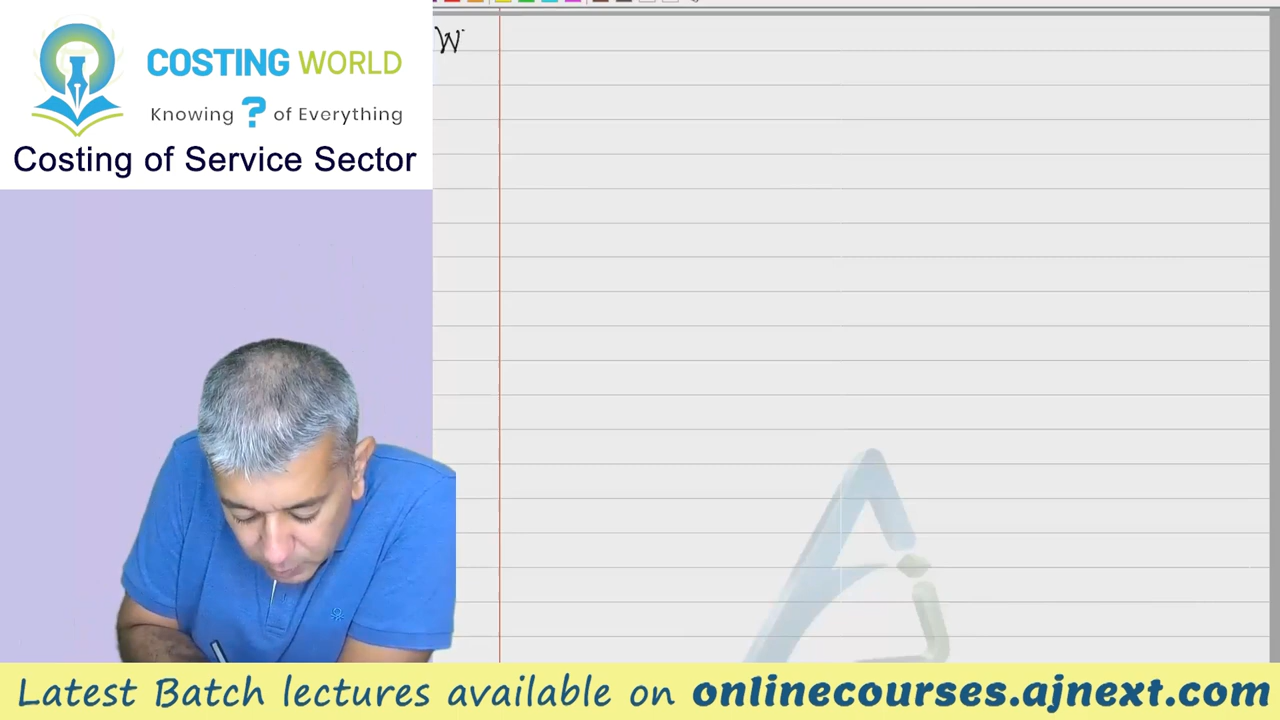 COSTING WORLD
Knowing ? of Everything
Costing of Service Sector
W
Latest Batch lectures available on onlinecourses.ajnext.com